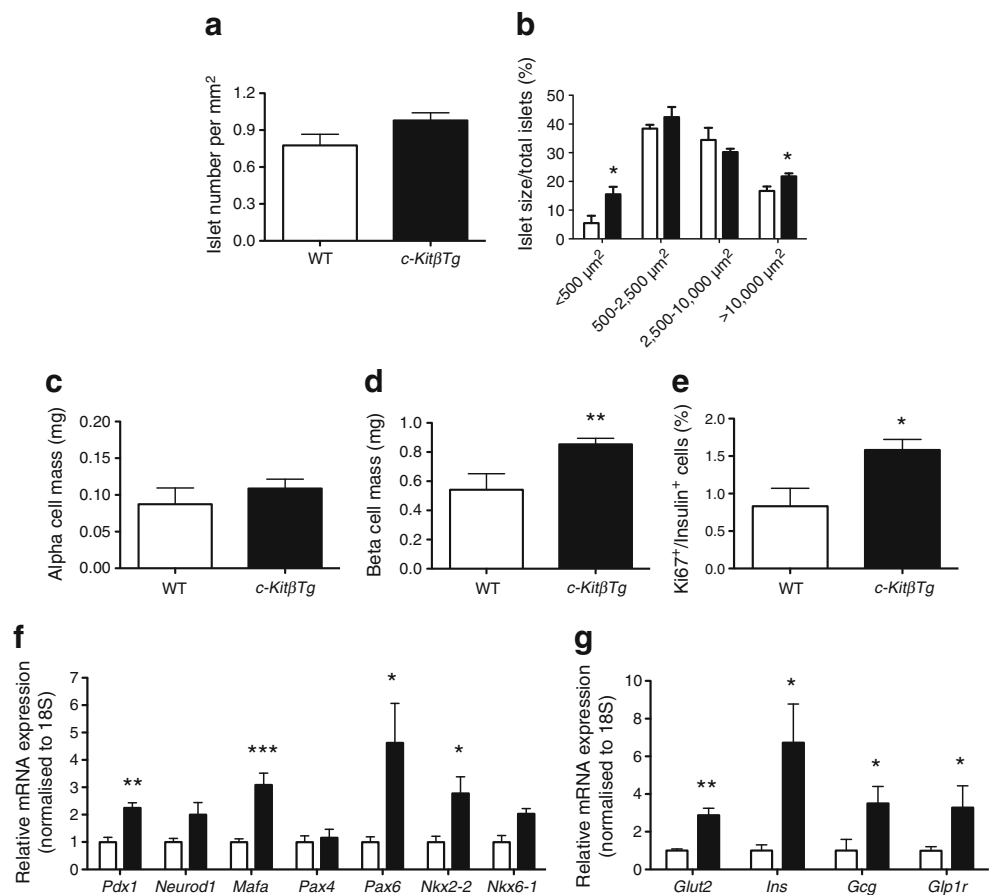 a
Islet number per mm²
1.2
0.9
0.6
0.3
0.0
WT
c-KitβTg
b
Islet size/total islets (%)
50
40
30
20
10
0
*
*
<500 µm²
500-2,500 µm²
2,500-10,000 µm²
>10,000 µm²
c
Alpha cell mass (mg)
0.20
0.15
0.10
0.05
0.00
WT
c-KitβTg
d
Beta cell mass (mg)
1.0
0.8
0.6
0.4
0.2
0.0
**
WT
c-KitβTg
e
Ki67⁺/Insulin⁺ cells (%)
2.0
1.5
1.0
0.5
0.0
*
WT
c-KitβTg
f
Relative mRNA expression
(normalised to 18S)
7
6
5
4
3
2
1
0
**
***
*
*
Pdx1 Neurod1 Mafa Pax4 Pax6 Nkx2-2 Nkx6-1
g
Relative mRNA expression
(normalised to 18S)
10
8
6
4
2
0
**
*
*
*
Glut2 Ins Gcg Glp1r